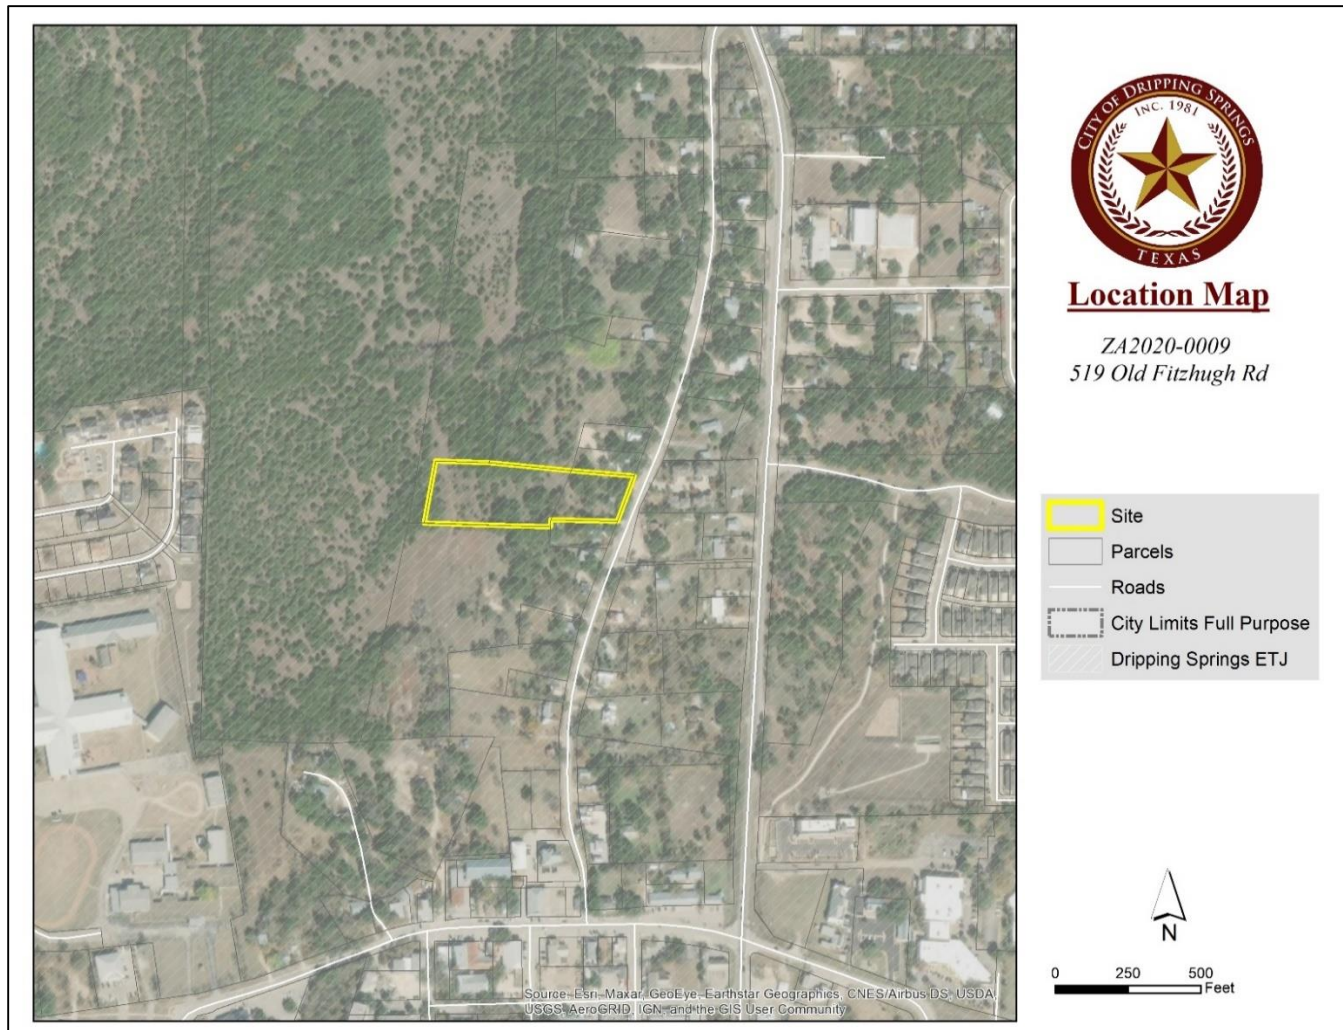 CITY OF DRIPPING SPRINGS
INC. 1981
TEXAS
Location Map
ZA2020-0009
519 Old Fitzhugh Rd
Site
Parcels
Roads
City Limits Full Purpose
Dripping Springs ETJ
N
0 250 500
Feet
Source: Esri, Maxar, GeoEye, Earthstar Geographics, CNES/Airbus DS, USDA,
USGS, AeroGRID, IGN, and the GIS User Community